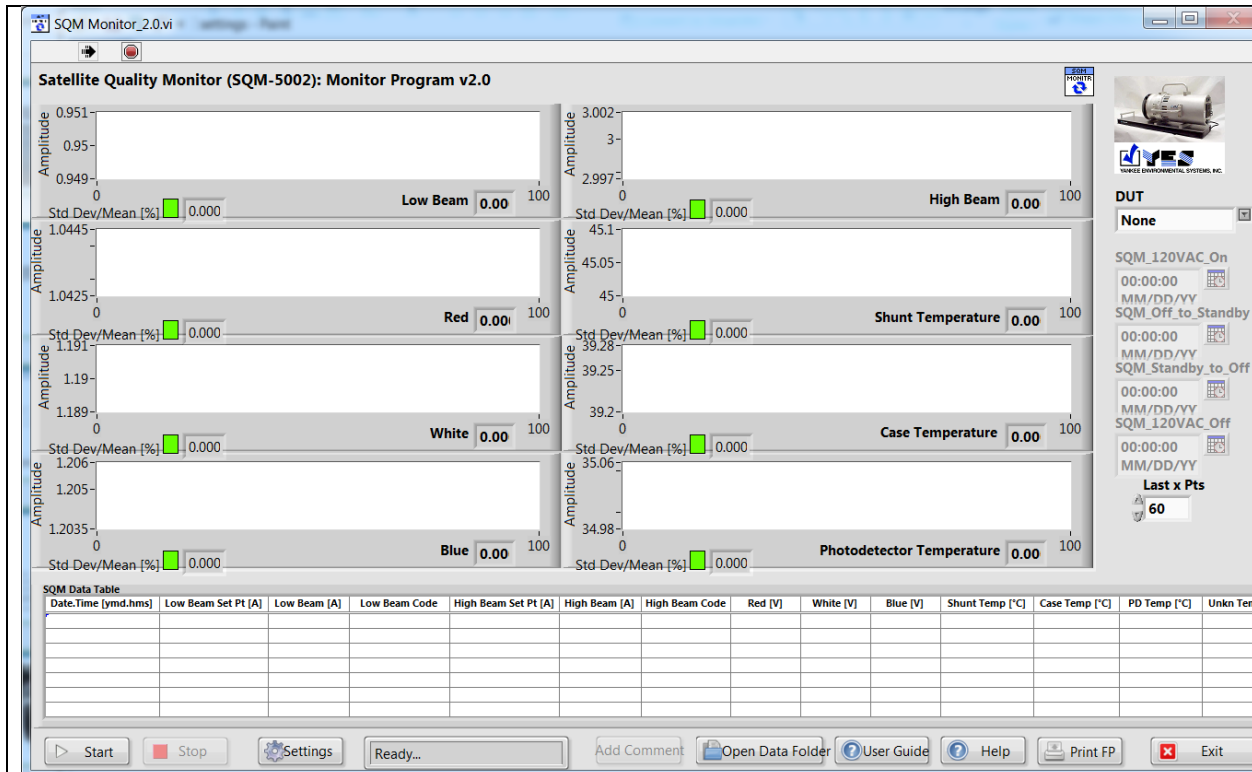 SQM Monitor_2.0.vi
settings - Paint
Satellite Quality Monitor (SQM-5002): Monitor Program v2.0
SQM
MONITR
Amplitude
0.951
0.95
0.949
0
100
Low Beam 0.00
Std Dev/Mean [%] 0.000
Amplitude
3.002
3
2.997
0
100
High Beam 0.00
Std Dev/Mean [%] 0.000
Amplitude
1.0445
1.0425
0
100
Red 0.00
Std Dev/Mean [%] 0.000
Amplitude
45.1
45.05
45
0
100
Shunt Temperature 0.00
Std Dev/Mean [%] 0.000
Amplitude
1.191
1.19
1.189
0
100
White 0.00
Std Dev/Mean [%] 0.000
Amplitude
39.28
39.25
39.2
0
100
Case Temperature 0.00
Std Dev/Mean [%] 0.000
Amplitude
1.206
1.205
1.2035
0
100
Blue 0.00
Std Dev/Mean [%] 0.000
Amplitude
35.06
34.98
0
100
Photodetector Temperature 0.00
Std Dev/Mean [%] 0.000
YES
YANKEE ENVIRONMENTAL SYSTEMS, INC.
DUT
None
SQM_120VAC_On
00:00:00
MM/DD/YY
SQM_Off_to_Standby
00:00:00
MM/DD/YY
SQM_Standby_to_Off
00:00:00
MM/DD/YY
SQM_120VAC_Off
00:00:00
MM/DD/YY
Last x Pts
60
SQM Data Table
Date.Time [ymd.hms] Low Beam Set Pt [A] Low Beam [A] Low Beam Code High Beam Set Pt [A] High Beam [A] High Beam Code Red [V] White [V] Blue [V] Shunt Temp [°C] Case Temp [°C] PD Temp [°C] Unkn Ten
Start Stop Settings Ready... Add Comment Open Data Folder User Guide Help Print FP Exit